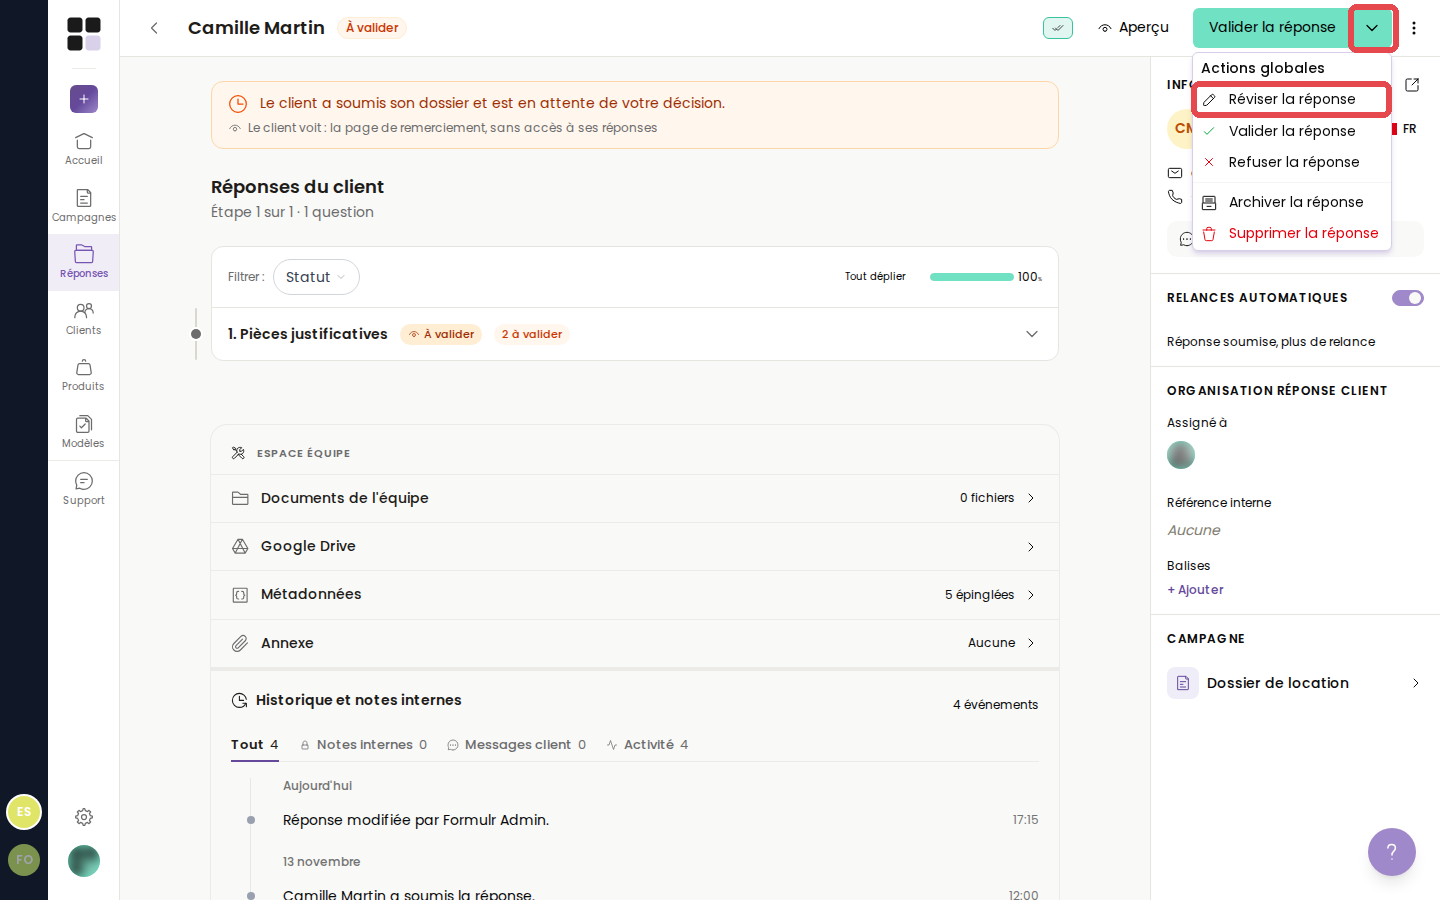 Camille Martin
À valider
Aperçu
Valider la réponse
Actions globales
Réviser la réponse
Valider la réponse
Refuser la réponse
Archiver la réponse
Supprimer la réponse
Accueil
Campagnes
Réponses
Clients
Produits
Modèles
Support
ES
FO
Le client a soumis son dossier et est en attente de votre décision.
Le client voit : la page de remerciement, sans accès à ses réponses
Réponses du client
Étape 1 sur 1 · 1 question
Filtrer :
Statut
Tout déplier
100%
1. Pièces justificatives
À valider
2 à valider
ESPACE ÉQUIPE
Documents de l'équipe
0 fichiers
Google Drive
Métadonnées
5 épinglées
Annexe
Aucune
Historique et notes internes
4 événements
Tout 4
Notes internes 0
Messages client 0
Activité 4
Aujourd'hui
Réponse modifiée par Formulr Admin.
17:15
13 novembre
Camille Martin a soumis la réponse.
12:00
FR
RELANCES AUTOMATIQUES
Réponse soumise, plus de relance
ORGANISATION RÉPONSE CLIENT
Assigné à
Référence interne
Aucune
Balises
+ Ajouter
CAMPAGNE
Dossier de location
?